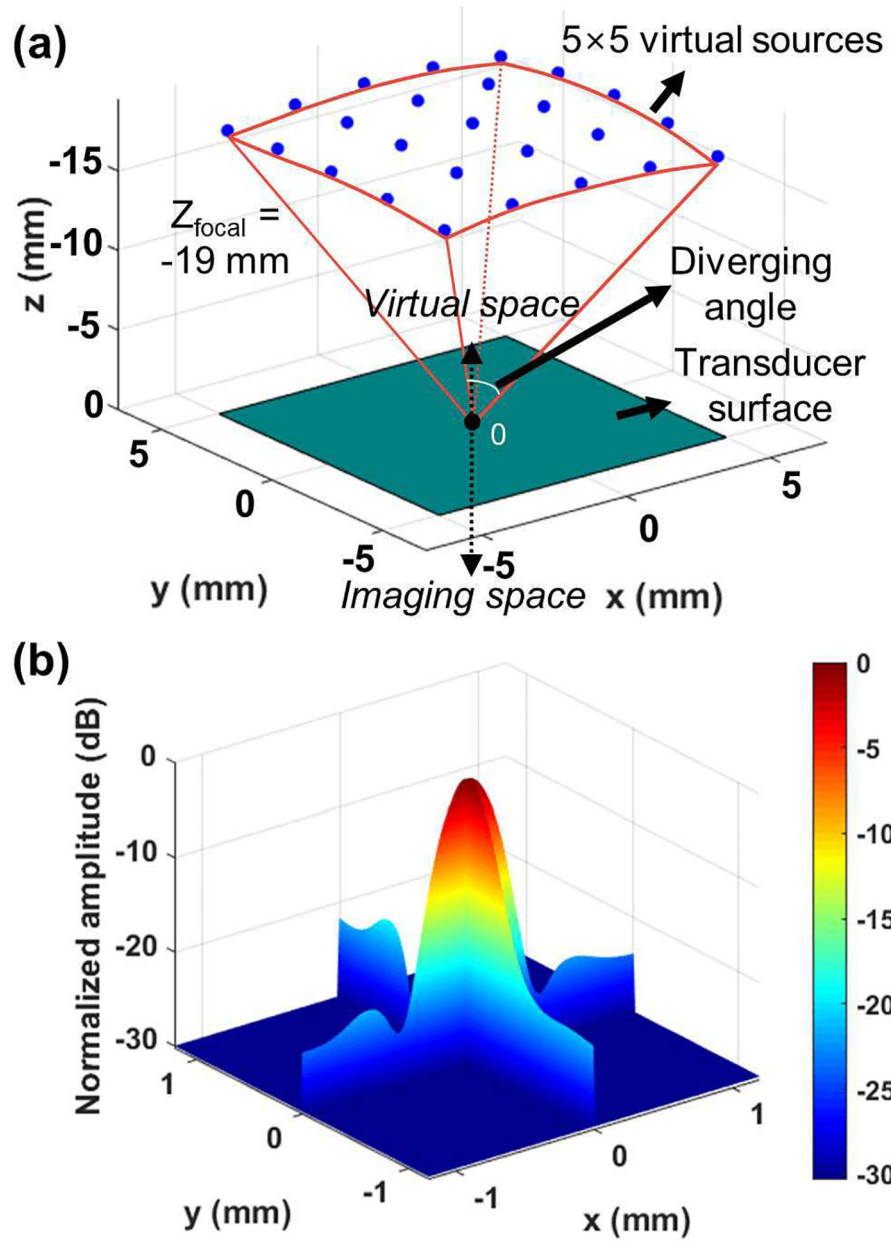 (a)
5×5 virtual sources
-15
-10
-5
0
z (mm)
Z_focal =
-19 mm
Virtual space
Diverging
angle
Transducer
surface
0
5
0
-5
y (mm)
5
0
-5
Imaging space
x (mm)
(b)
0
-10
-20
-30
Normalized amplitude (dB)
1
0
-1
y (mm)
-1
0
1
x (mm)
0
-5
-10
-15
-20
-25
-30